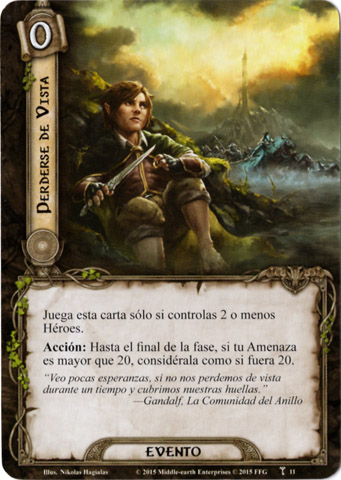 0
PERDERSE DE VISTA
Juega esta carta sólo si controlas 2 o menos
Héroes.
Acción: Hasta el final de la fase, si tu Amenaza
es mayor que 20, considérala como si fuera 20.
“Veo pocas esperanzas, si no nos perdemos de vista
durante un tiempo y cubrimos nuestras huellas.”
—Gandalf, La Comunidad del Anillo
EVENTO
Illus. Nikolas Hagialas © 2015 Middle-earth Enterprises © 2015 FFG 11